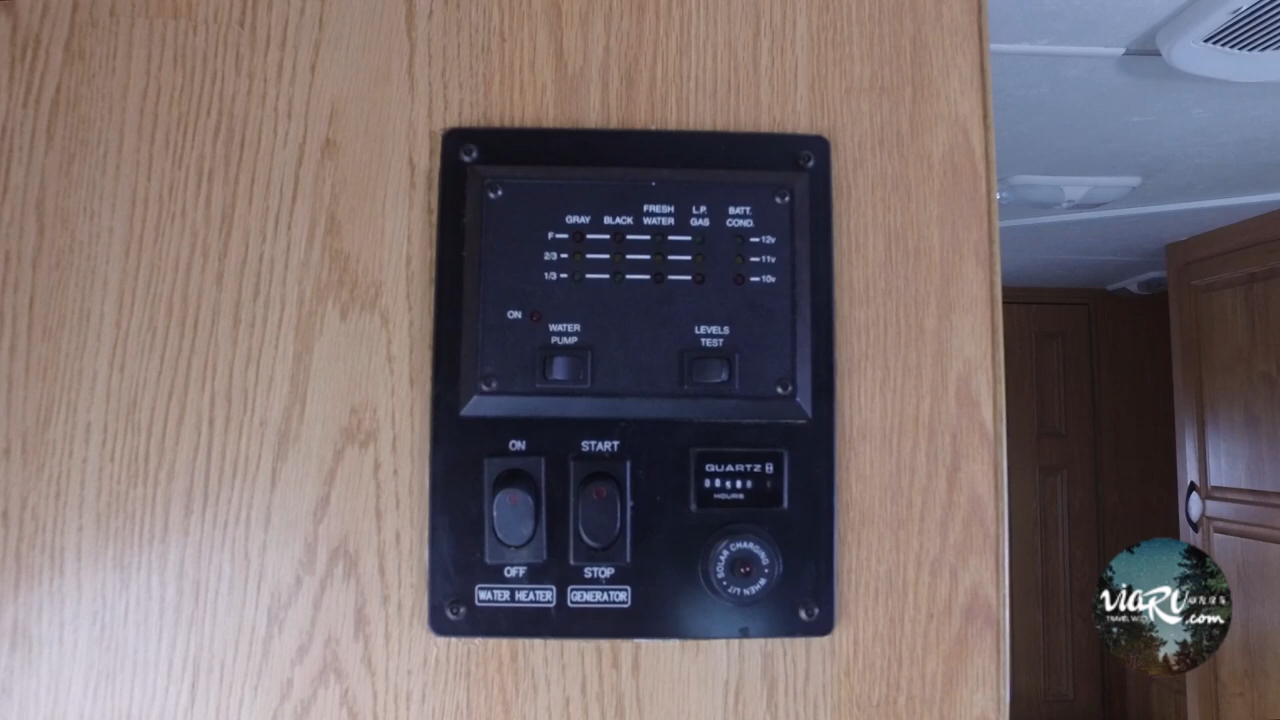 GRAY BLACK FRESH WATER L.P. GAS BATT. COND.
F 12v
2/3 11v
1/3 10v
ON
WATER PUMP
LEVELS TEST
ON
START
QUARTZ
HOURS
SOLAR CHARGING • WHEN LIT •
OFF
STOP
WATER HEATER
GENERATOR
viaRV
.com